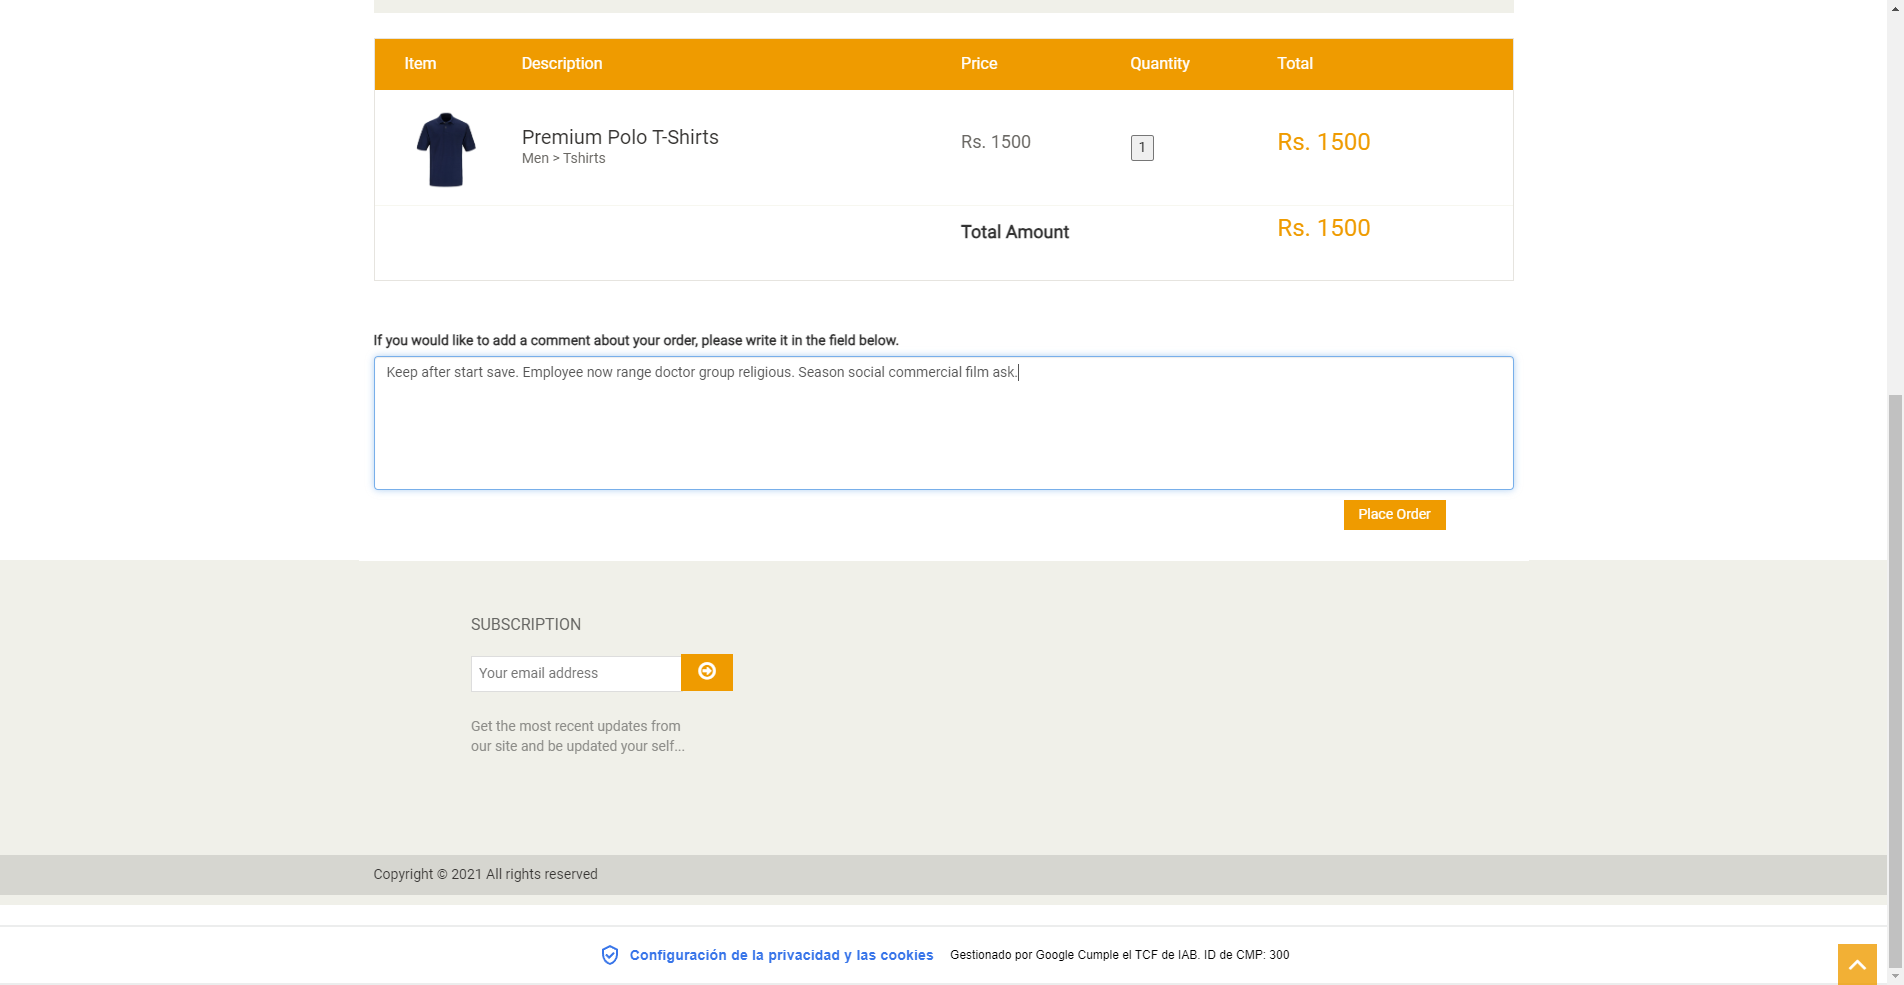 Item Description Price Quantity Total
Premium Polo T-Shirts
Men > Tshirts
Rs. 1500
1
Rs. 1500
Total Amount
Rs. 1500
If you would like to add a comment about your order, please write it in the field below.
Keep after start save. Employee now range doctor group religious. Season social commercial film ask.
Place Order
SUBSCRIPTION
Your email address
Get the most recent updates from
our site and be updated your self...
Copyright © 2021 All rights reserved
Configuración de la privacidad y las cookies Gestionado por Google Cumple el TCF de IAB. ID de CMP: 300